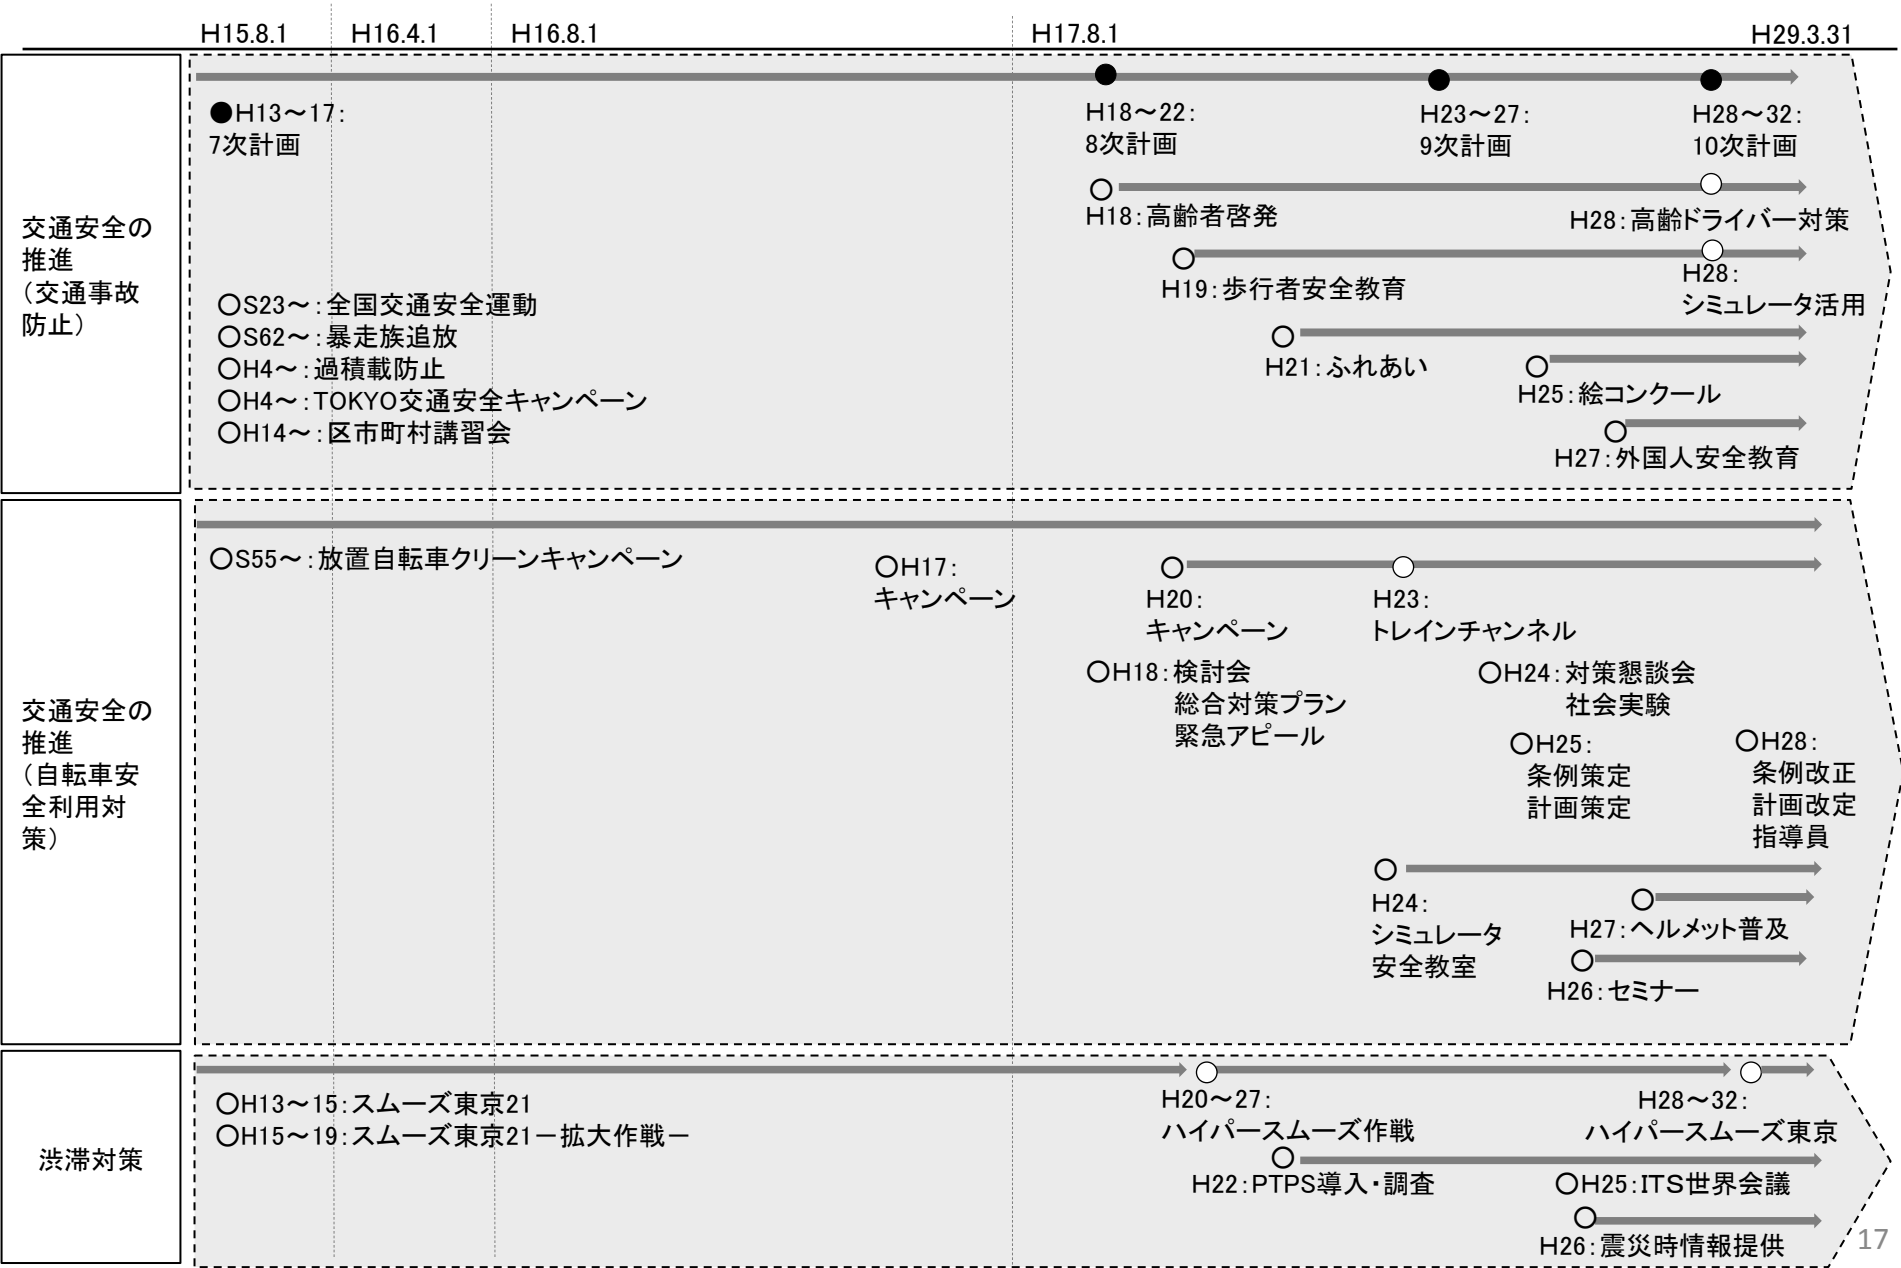 H15.8.1
H16.4.1
H16.8.1
H17.8.1
H29.3.31
交通安全の
推進
（交通事故
防止）
●H13～17：
7次計画
H18～22：
8次計画
H23～27：
9次計画
H28～32：
10次計画
H18：高齢者啓発
H28：高齢ドライバー対策
H19：歩行者安全教育
H28：
シミュレータ活用
○S23～：全国交通安全運動
○S62～：暴走族追放
○H4～：過積載防止
○H4～：TOKYO交通安全キャンペーン
○H14～：区市町村講習会
H21：ふれあい
H25：絵コンクール
H27：外国人安全教育
交通安全の
推進
（自転車安
全利用対
策）
○S55～：放置自転車クリーンキャンペーン
○H17：
キャンペーン
H20：
キャンペーン
H23：
トレインチャンネル
○H18：検討会
総合対策プラン
緊急アピール
○H24：対策懇談会
社会実験
○H25：
条例策定
計画策定
○H28：
条例改正
計画改定
指導員
H24：
シミュレータ
安全教室
H27：ヘルメット普及
H26：セミナー
渋滞対策
○H13～15：スムーズ東京21
○H15～19：スムーズ東京21－拡大作戦－
H20～27：
ハイパースムーズ作戦
H28～32：
ハイパースムーズ東京
H22：PTPS導入・調査
○H25：ITS世界会議
H26：震災時情報提供
17